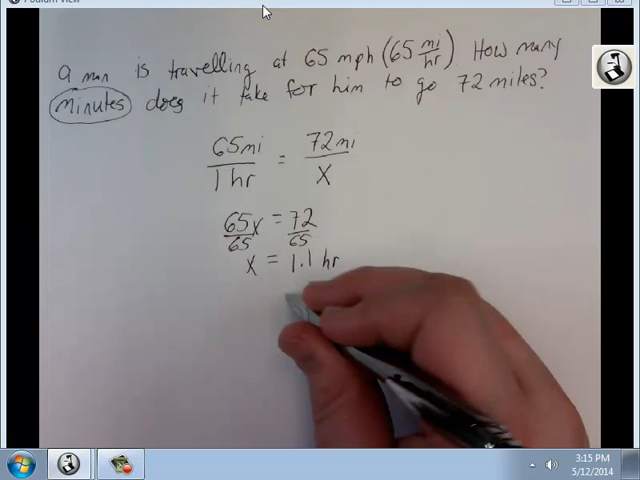 Podium View
a man is travelling at 65 mph (65 mi/hr) How many
minutes does it take for him to go 72 miles?
65mi/1 hr = 72mi/X
65x/65 = 72/65
x = 1.1 hr
3:15 PM
5/12/2014